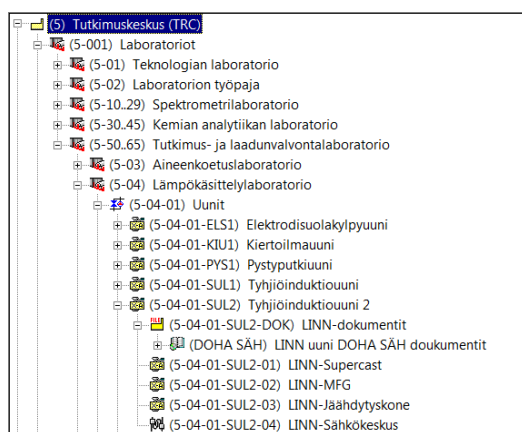 (5) Tutkimuskeskus (TRC)
(5-001) Laboratoriot
(5-01) Teknologian laboratorio
(5-02) Laboratorion työpaja
(5-10..29) Spektrometrilaboratorio
(5-30..45) Kemian analytiikan laboratorio
(5-50..65) Tutkimus- ja laadunvalvontalaboratorio
(5-03) Aineenkoetuslaboratorio
(5-04) Lämpökäsittelylaboratorio
(5-04-01) Uunit
(5-04-01-ELS1) Elektrodisuolakylpyuuni
(5-04-01-KIU1) Kiertoilmauuni
(5-04-01-PYS1) Pystyputkiuuni
(5-04-01-SUL1) Tyhjiöinduktiouuni
(5-04-01-SUL2) Tyhjiöinduktiouuni 2
(5-04-01-SUL2-DOK) LINN-dokumentit
(DOHA SÄH) LINN uuni DOHA SÄH doukumentit
(5-04-01-SUL2-01) LINN-Supercast
(5-04-01-SUL2-02) LINN-MFG
(5-04-01-SUL2-03) LINN-Jäähdytyskone
(5-04-01-SUL2-04) LINN-Sähkökeskus